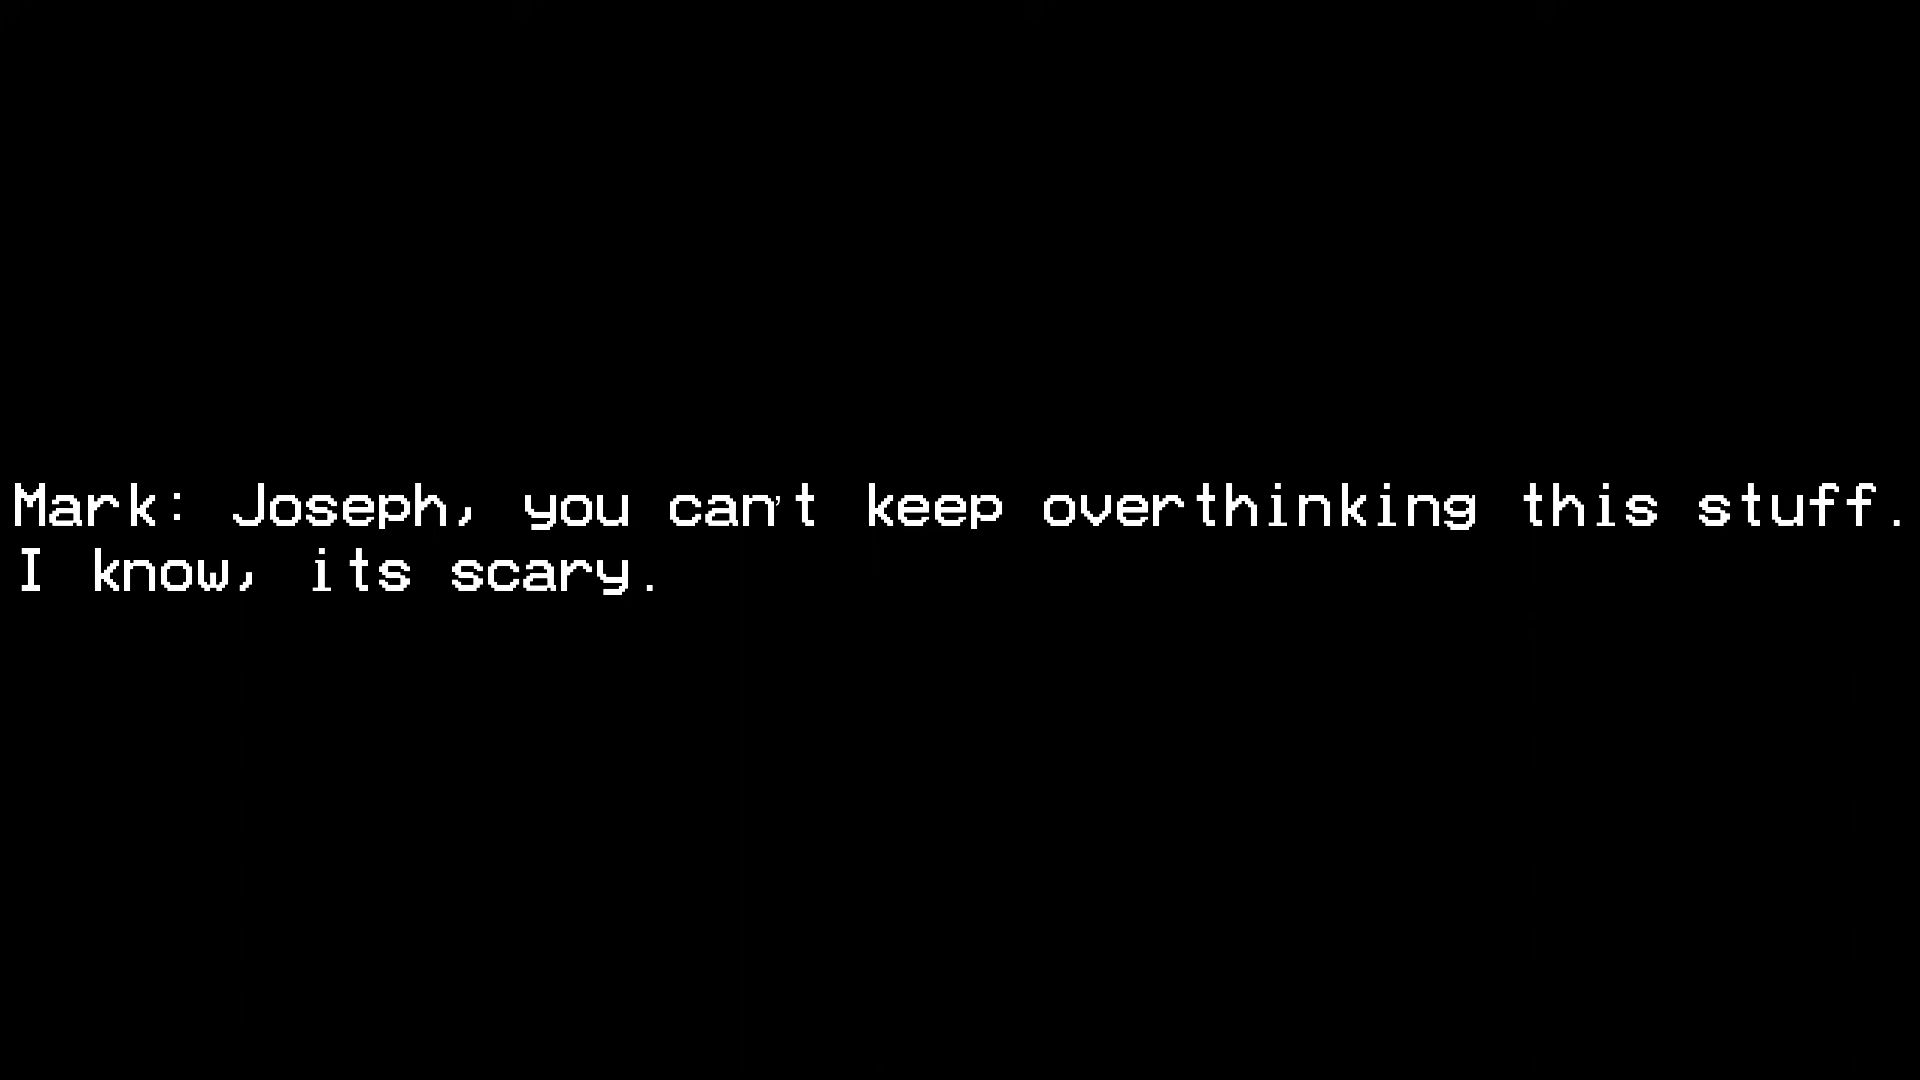 Mark: Joseph, you can't keep overthinking this stuff.
I know, its scary.